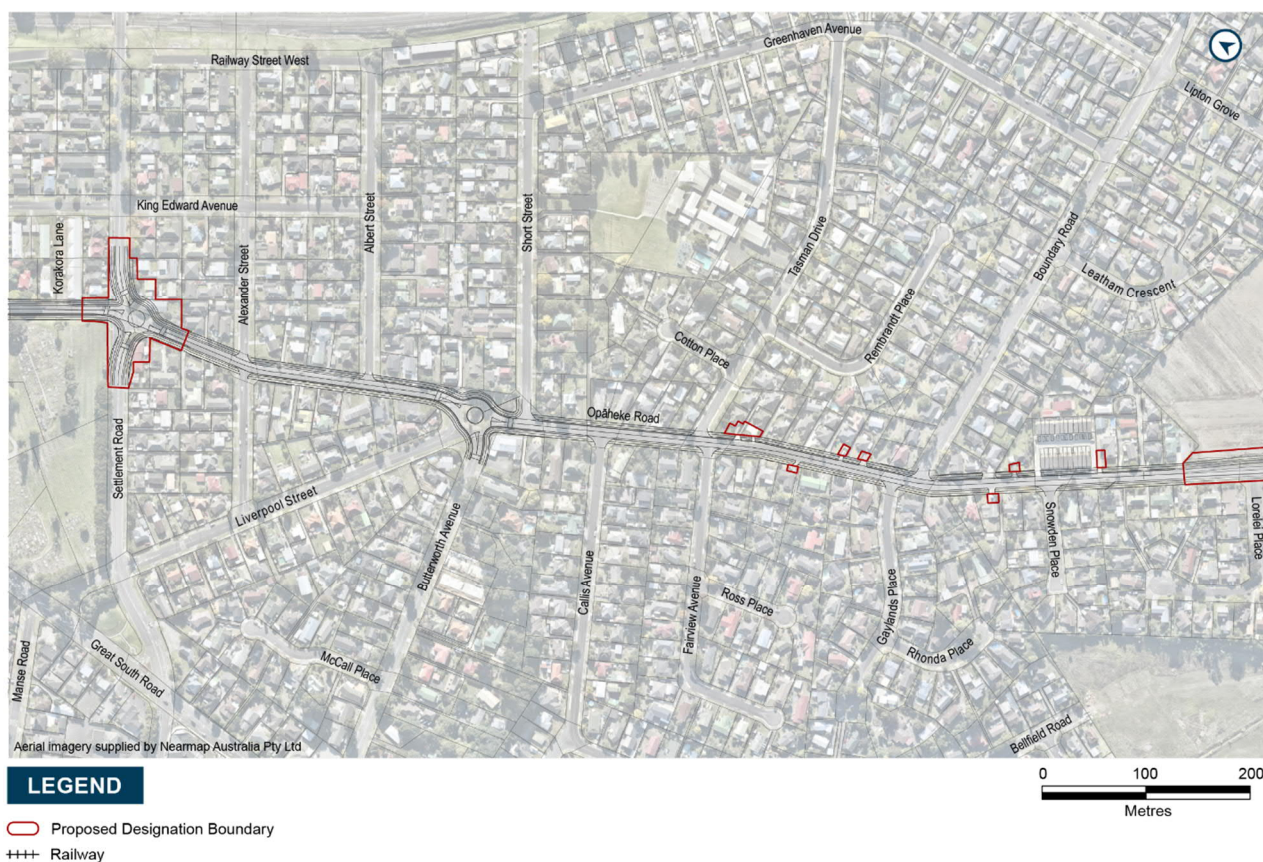 Greenhaven Avenue
Railway Street West
Lipton Grove
King Edward Avenue
Korakora Lane
Albert Street
Short Street
Tasman Drive
Boundary Road
Alexander Street
Leatham Crescent
Rembrandt Place
Cotton Place
Opāheke Road
Settlement Road
Liverpool Street
Butterworth Avenue
Callis Avenue
Fairview Avenue
Ross Place
Gaylands Place
Rhonda Place
Snowden Place
Lorelei Place
Manse Road
Great South Road
McCall Place
Bellfield Road
Aerial imagery supplied by Nearmap Australia Pty Ltd
LEGEND
Proposed Designation Boundary
Railway
0 100 200
Metres